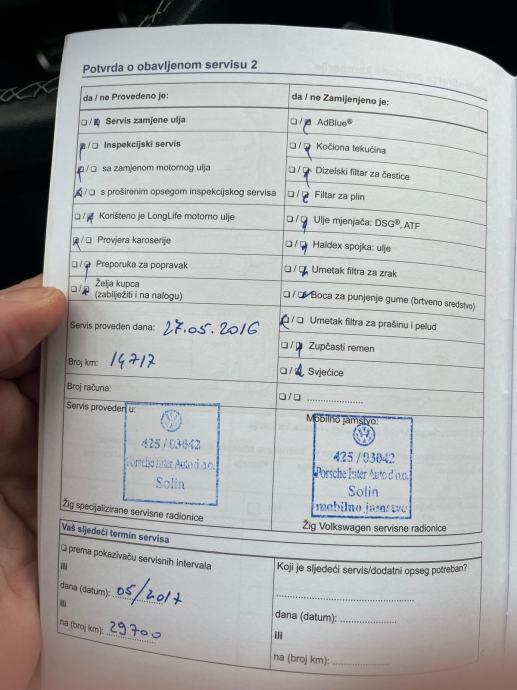 Potvrda o obavljenom servisu 2
da / ne Provedeno je:
☐/☐ Servis zamjene ulja
☐/☐ Inspekcijski servis
☐/☐ sa zamjenom motornog ulja
☐/☐ s proširenim opsegom inspekcijskog servisa
☐/☐ Korišteno je LongLife motorno ulje
☐/☐ Provjera karoserije
☐/☐ Preporuka za popravak
☐/☐ Želja kupca
(zabilježiti i na nalogu)
da / ne Zamijenjeno je:
☐/☐ AdBlue®
☐/☐ Kočiona tekućina
☐/☐ Dizelski filtar za čestice
☐/☐ Filtar za plin
☐/☐ Ulje mjenjača: DSG®, ATF
☐/☐ Haldex spojka: ulje
☐/☐ Umetak filtra za zrak
☐/☐ Boca za punjenje gume (brtveno sredstvo)
☐/☐ Umetak filtra za prašinu i pelud
☐/☐ Zupčasti remen
☐/☐ Svjećice
☐/☐ ....................
Servis proveden dana: 27.05.2016
Broj km: 14717
Broj računa:
Servis proveden u:
425 / 03042
Porsche Inter Auto d.o.o.
Solin
Žig specijalizirane servisne radionice
Mobilno jamstvo:
425 / 03042
Porsche Inter Auto d.o.o.
Solin
mobilno jamstvo
Žig Volkswagen servisne radionice
Vaš sljedeći termin servisa
☐ prema pokazivaču servisnih intervala
ili
dana (datum): 05/2017
ili
na (broj km): 29700
Koji je sljedeći servis/dodatni opseg potreban?
dana (datum): ....................
ili
na (broj km): ....................